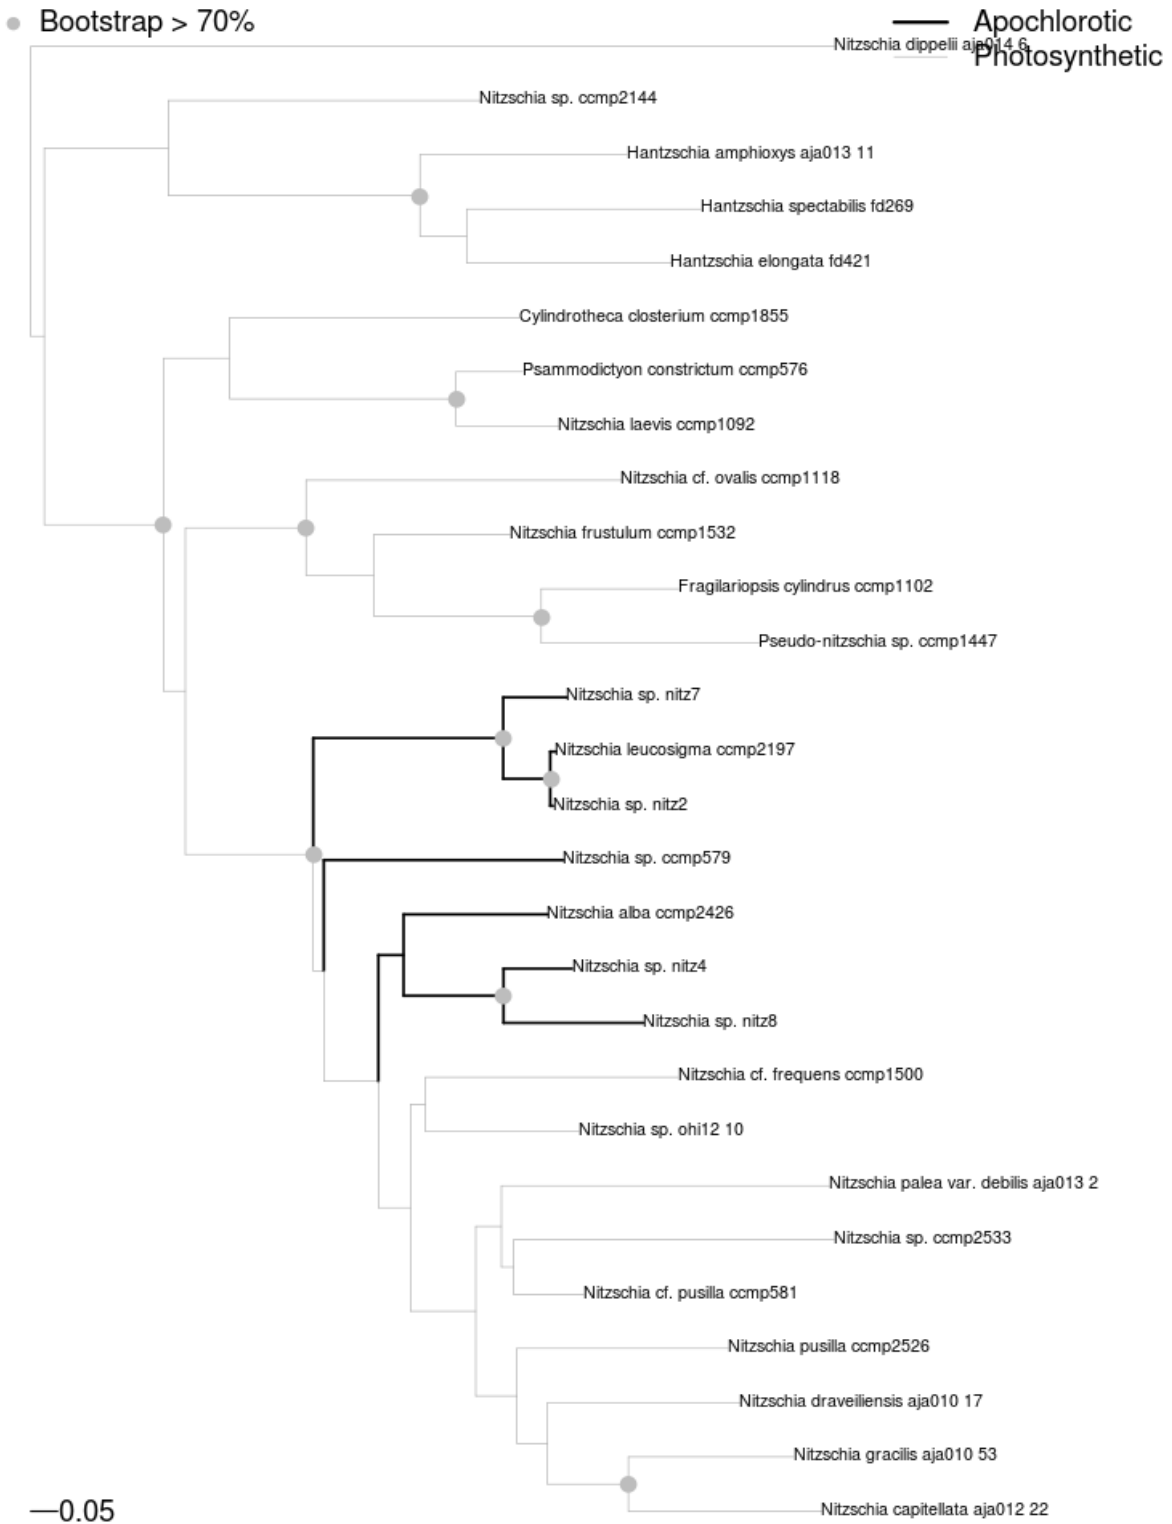 Bootstrap > 70%
Apochlorotic
Nitzschia dippelii aja014 6
Photosynthetic
Nitzschia sp. ccmp2144
Hantzschia amphioxys aja013 11
Hantzschia spectabilis fd269
Hantzschia elongata fd421
Cylindrotheca closterium ccmp1855
Psammodictyon constrictum ccmp576
Nitzschia laevis ccmp1092
Nitzschia cf. ovalis ccmp1118
Nitzschia frustulum ccmp1532
Fragilariopsis cylindrus ccmp1102
Pseudo-nitzschia sp. ccmp1447
Nitzschia sp. nitz7
Nitzschia leucosigma ccmp2197
Nitzschia sp. nitz2
Nitzschia sp. ccmp579
Nitzschia alba ccmp2426
Nitzschia sp. nitz4
Nitzschia sp. nitz8
Nitzschia cf. frequens ccmp1500
Nitzschia sp. ohi12 10
Nitzschia palea var. debilis aja013 2
Nitzschia sp. ccmp2533
Nitzschia cf. pusilla ccmp581
Nitzschia pusilla ccmp2526
Nitzschia draveiliensis aja010 17
Nitzschia gracilis aja010 53
Nitzschia capitellata aja012 22
0.05